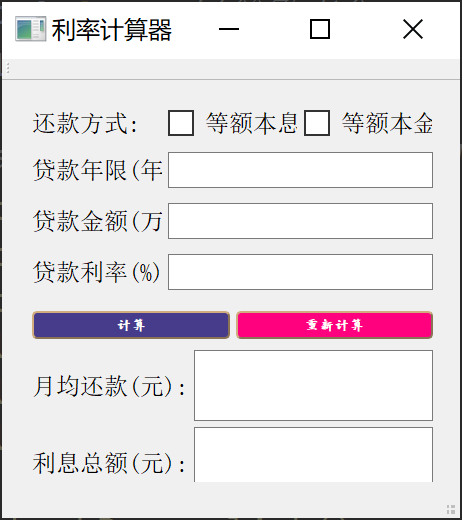 利率计算器
还款方式: 等额本息 等额本金
贷款年限(年
贷款金额(万
贷款利率(%)
计算 重新计算
月均还款(元):
利息总额(元):